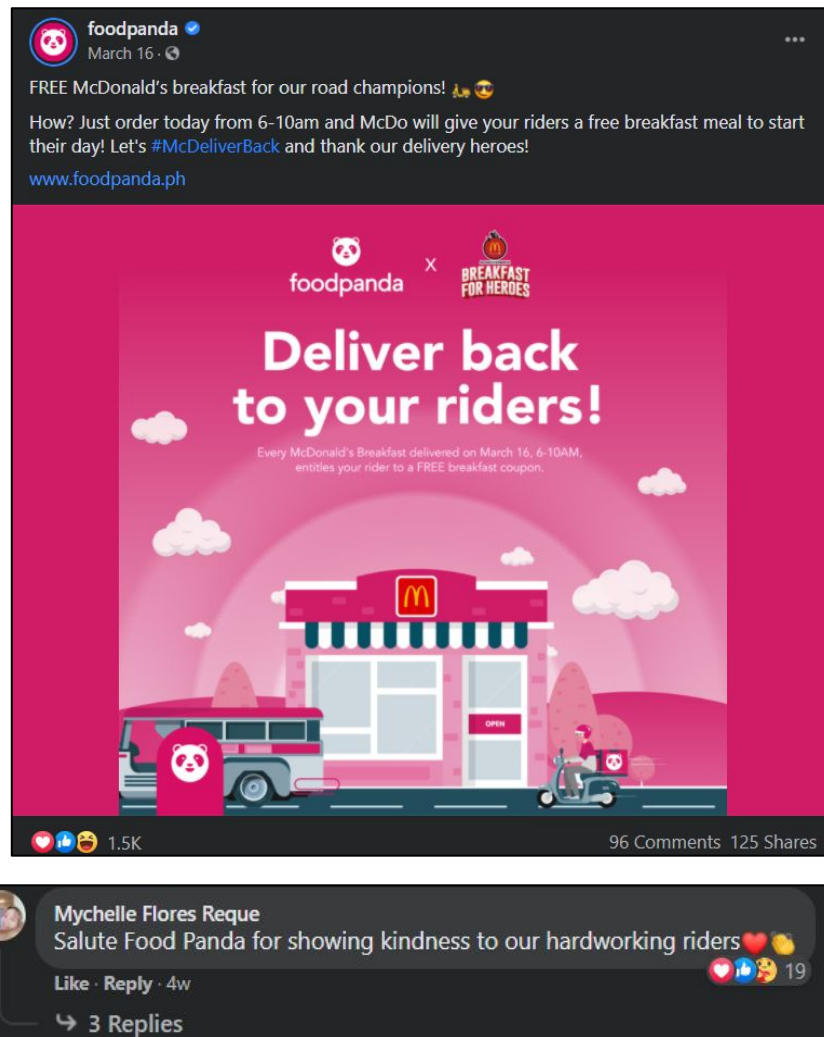 foodpanda
March 16 ·
FREE McDonald's breakfast for our road champions! 🛵 😎
How? Just order today from 6-10am and McDo will give your riders a free breakfast meal to start
their day! Let's #McDeliverBack and thank our delivery heroes!
www.foodpanda.ph
foodpanda
X
BREAKFAST
FOR HEROES
Deliver back
to your riders!
Every McDonald's Breakfast delivered on March 16, 6-10AM,
entitles your rider to a FREE breakfast coupon.
OPEN
1.5K
96 Comments 125 Shares
Mychelle Flores Reque
Salute Food Panda for showing kindness to our hardworking riders❤️👏
19
Like · Reply · 4w
3 Replies